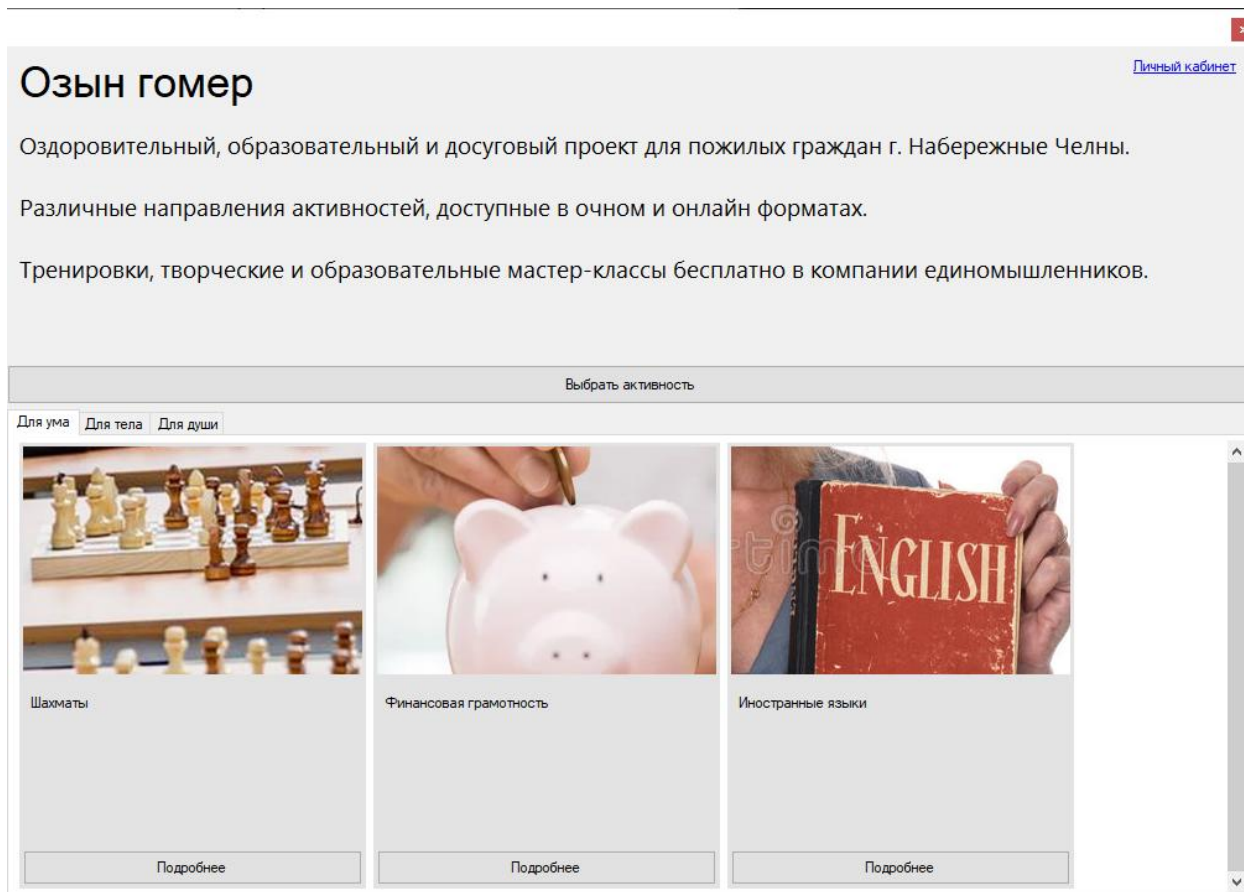 Озын гомер
Личный кабинет
Оздоровительный, образовательный и досуговый проект для пожилых граждан г. Набережные Челны.
Различные направления активностей, доступные в очном и онлайн форматах.
Тренировки, творческие и образовательные мастер-классы бесплатно в компании единомышленников.
Выбрать активность
Для ума Для тела Для души
ENGLISH
Шахматы
Финансовая грамотность
Иностранные языки
Подробнее
Подробнее
Подробнее